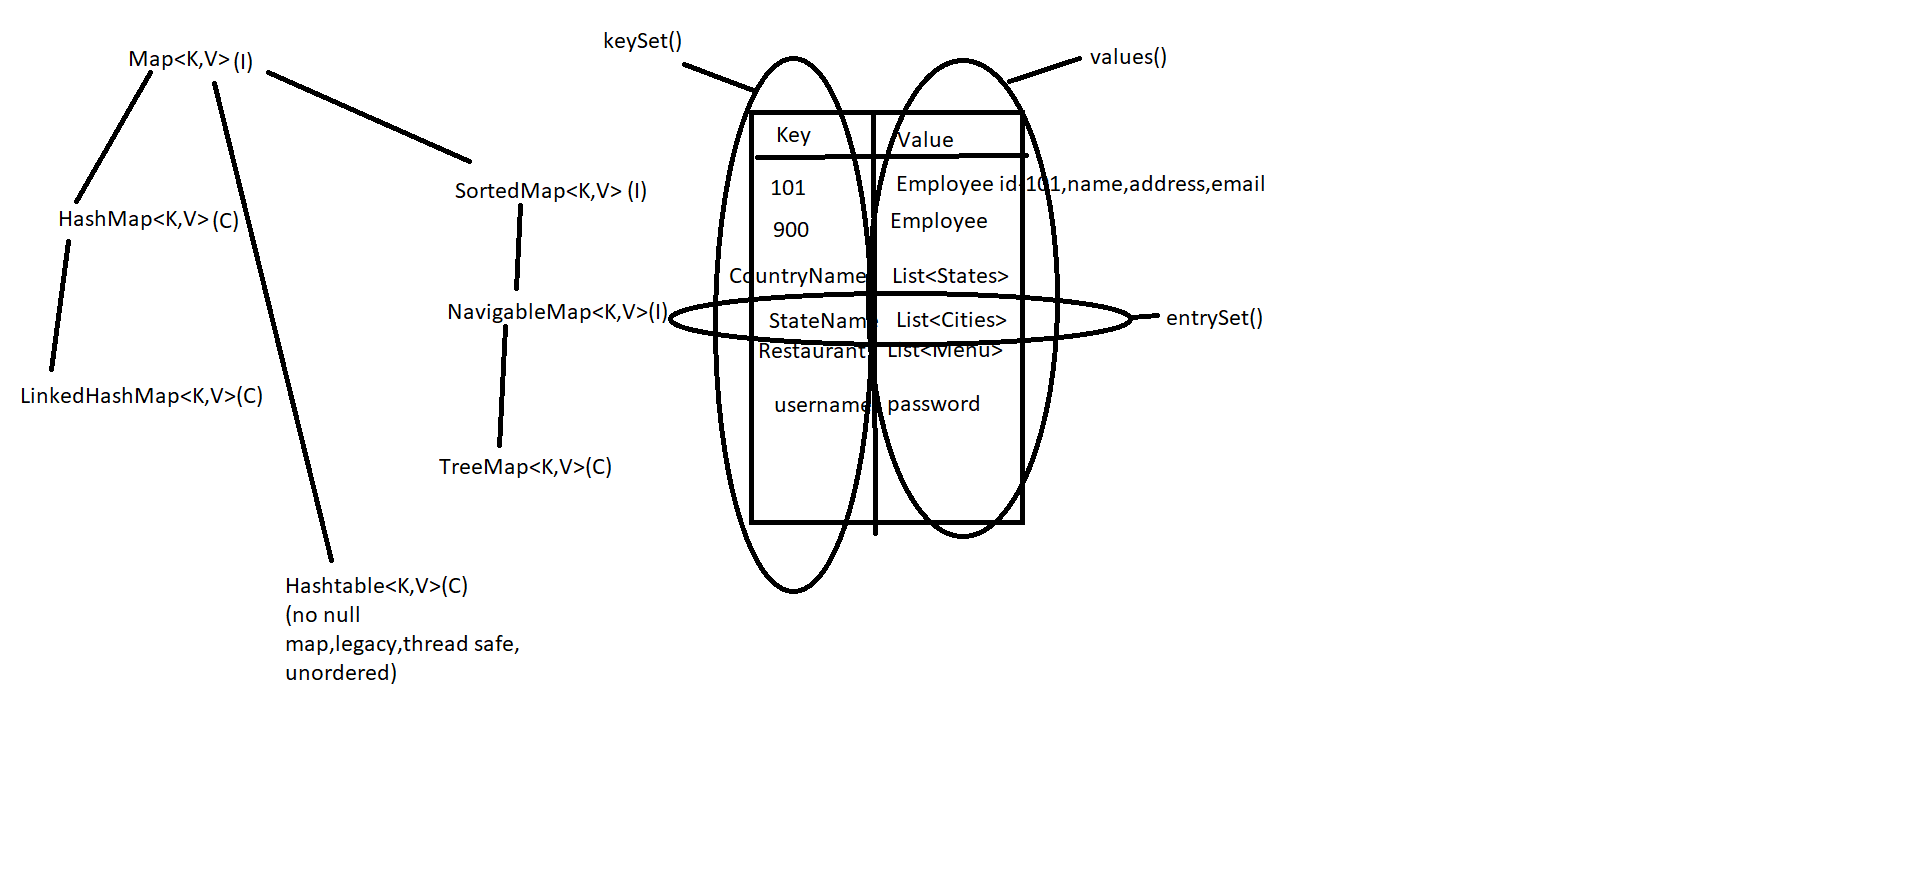 Map<K,V> (I)
HashMap<K,V> (C)
LinkedHashMap<K,V>(C)
SortedMap<K,V> (I)
NavigableMap<K,V>(I)
TreeMap<K,V>(C)
Hashtable<K,V>(C)
(no null
map,legacy,thread safe,
unordered)
keySet()
values()
Key Value
101 Employee id-101,name,address,email
900 Employee
CountryName List<States>
StateName List<Cities>
Restaurant List<Menu>
username password
entrySet()